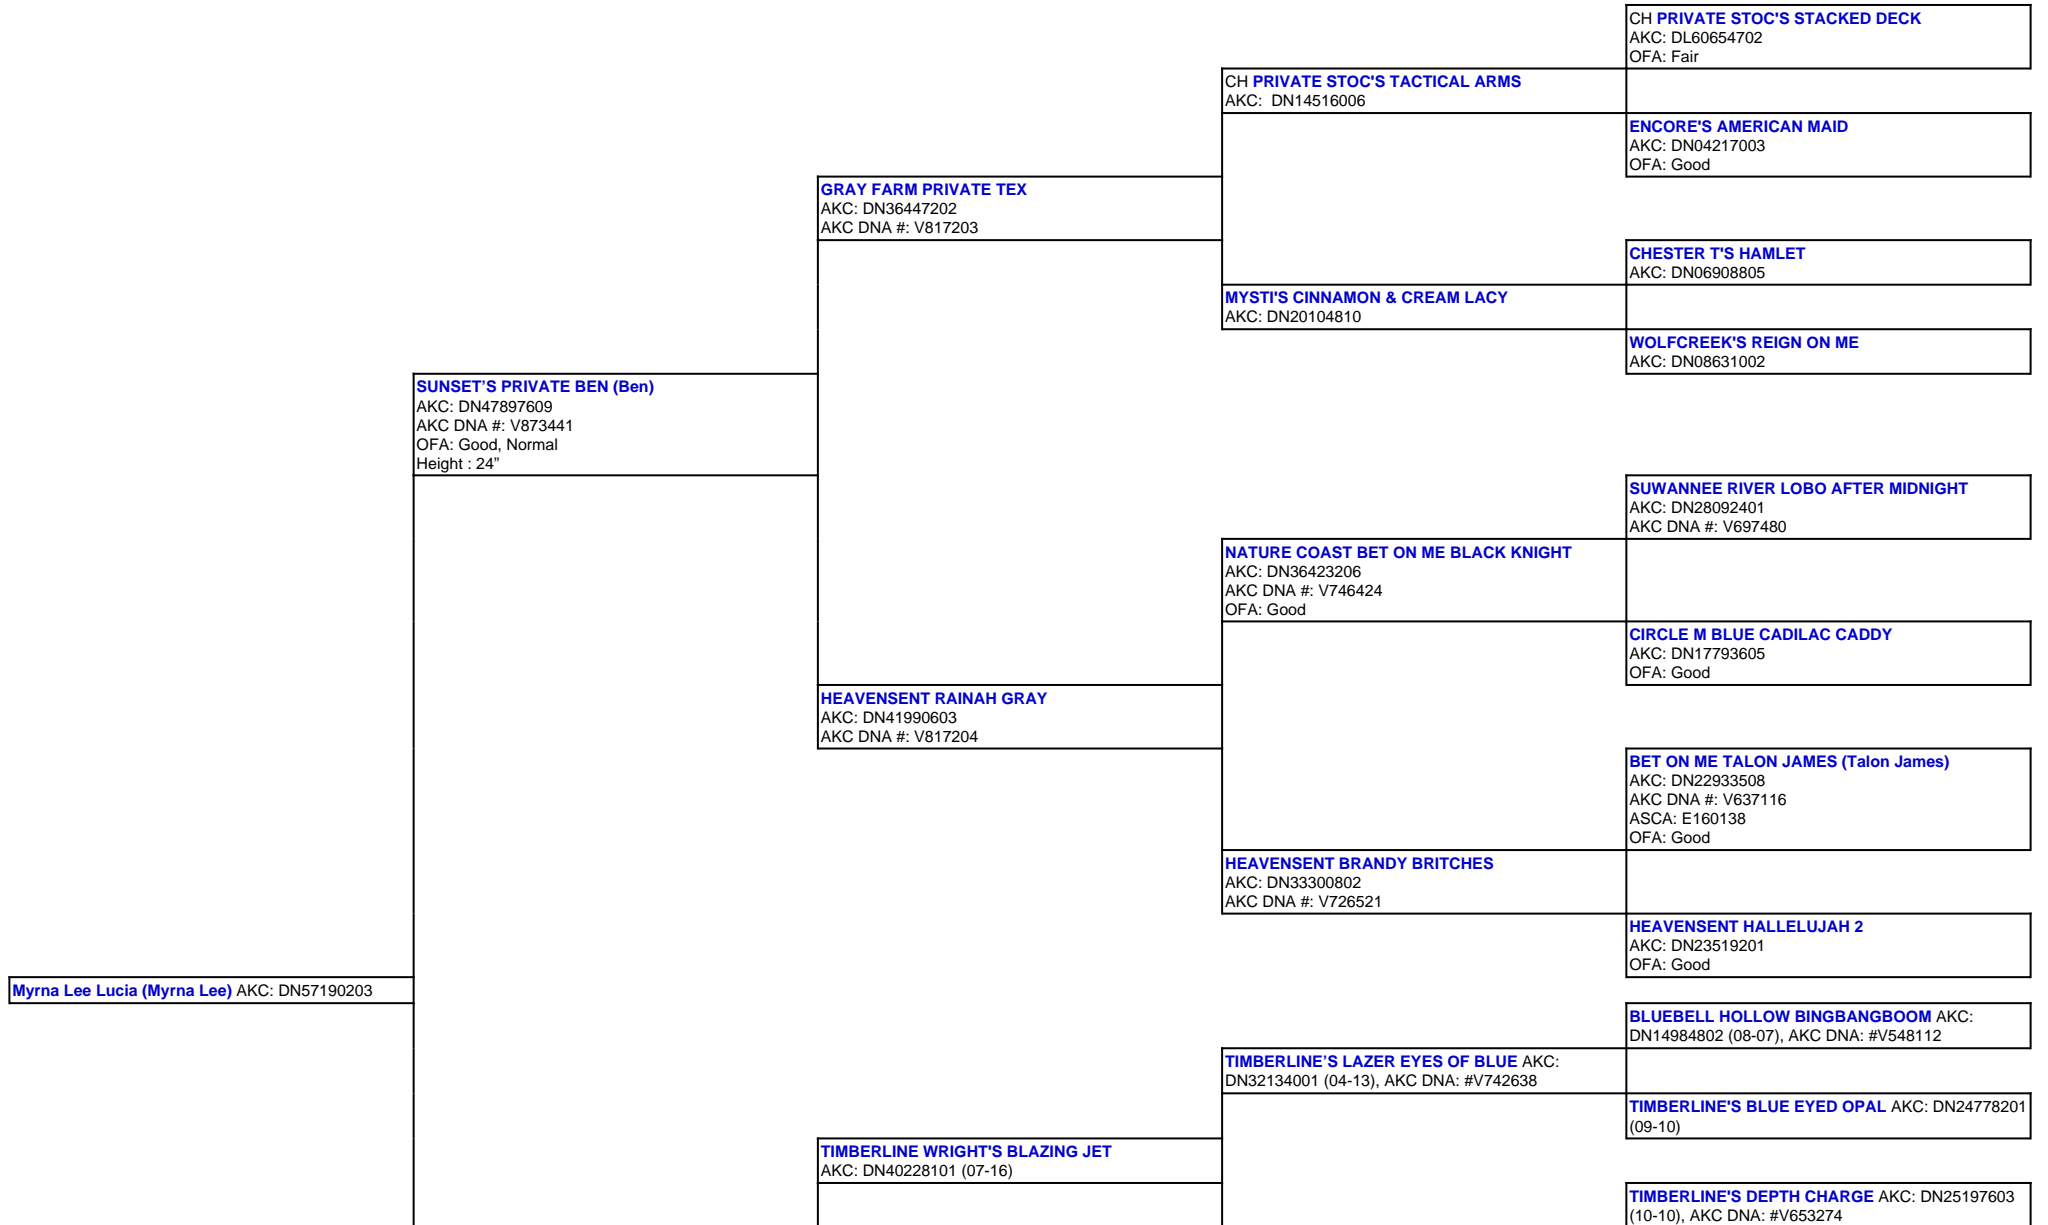 CH PRIVATE STOC'S STACKED DECK
AKC: DL60654702
OFA: Fair
CH PRIVATE STOC'S TACTICAL ARMS
AKC:  DN14516006
ENCORE'S AMERICAN MAID
AKC: DN04217003
OFA: Good
GRAY FARM PRIVATE TEX
AKC: DN36447202
AKC DNA #: V817203
CHESTER T'S HAMLET
AKC: DN06908805
MYSTI'S CINNAMON & CREAM LACY
AKC: DN20104810
WOLFCREEK'S REIGN ON ME
AKC: DN08631002
SUNSET’S PRIVATE BEN (Ben)
AKC: DN47897609
AKC DNA #: V873441
OFA: Good, Normal
Height : 24”
SUWANNEE RIVER LOBO AFTER MIDNIGHT
AKC: DN28092401
AKC DNA #: V697480
NATURE COAST BET ON ME BLACK KNIGHT
AKC: DN36423206
AKC DNA #: V746424
OFA: Good
CIRCLE M BLUE CADILAC CADDY
AKC: DN17793605
OFA: Good
HEAVENSENT RAINAH GRAY
AKC: DN41990603
AKC DNA #: V817204
BET ON ME TALON JAMES (Talon James)
AKC: DN22933508
AKC DNA #: V637116
ASCA: E160138
OFA: Good
HEAVENSENT BRANDY BRITCHES
AKC: DN33300802
AKC DNA #: V726521
HEAVENSENT HALLELUJAH 2
AKC: DN23519201
OFA: Good
Myrna Lee Lucia (Myrna Lee) AKC: DN57190203
BLUEBELL HOLLOW BINGBANGBOOM AKC:
DN14984802 (08-07), AKC DNA: #V548112
TIMBERLINE’S LAZER EYES OF BLUE AKC:
DN32134001 (04-13), AKC DNA: #V742638
TIMBERLINE'S BLUE EYED OPAL AKC: DN24778201
(09-10)
TIMBERLINE WRIGHT'S BLAZING JET
AKC: DN40228101 (07-16)
TIMBERLINE'S DEPTH CHARGE AKC: DN25197603
(10-10), AKC DNA: #V653274